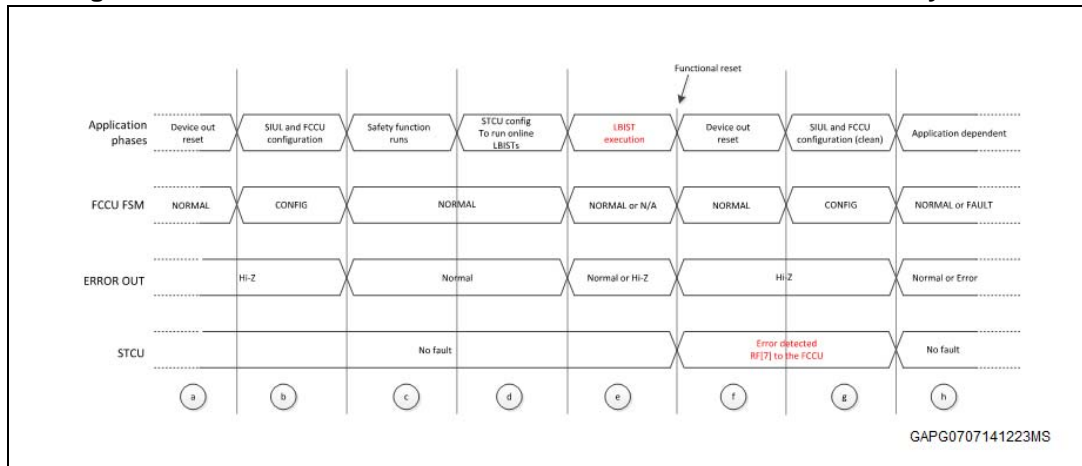 Functional reset
Application
phases
Device out
reset
SIUL and FCCU
configuration
Safety function
runs
STCU config
To run online
LBISTs
LBIST
execution
Device out
reset
SIUL and FCCU
configuration (clean)
Application dependent
FCCU FSM
NORMAL
CONFIG
NORMAL
NORMAL or N/A
NORMAL
CONFIG
NORMAL or FAULT
ERROR OUT
Hi-Z
Normal
Normal or Hi-Z
Hi-Z
Normal or Error
STCU
No fault
Error detected
RF[7] to the FCCU
No fault
a
b
c
d
e
f
g
h
GAPG0707141223MS